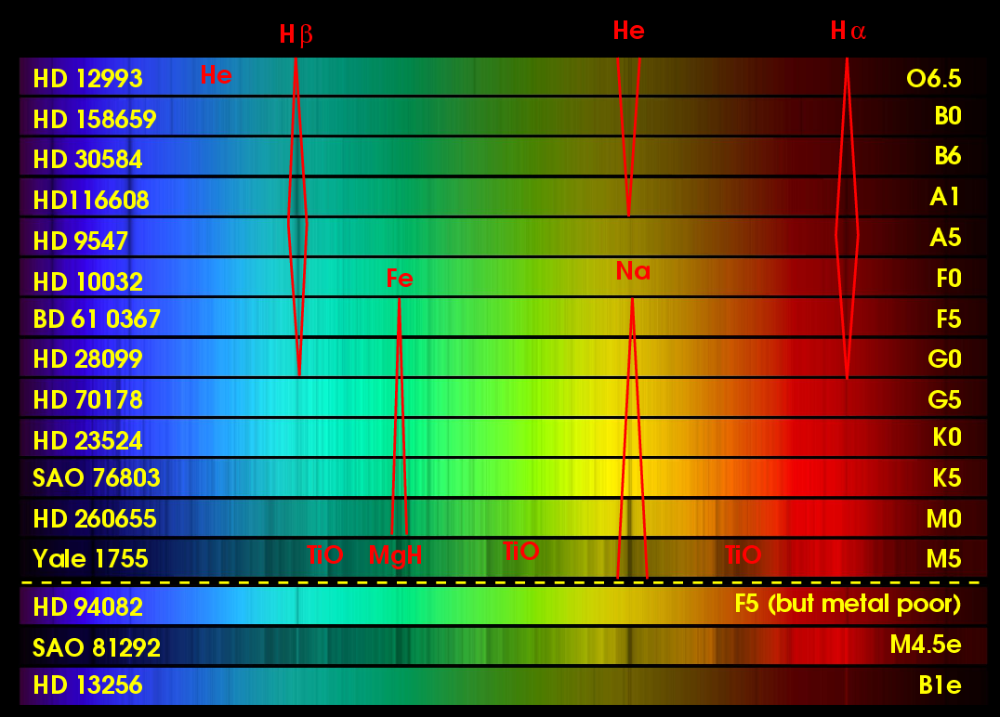 Hβ He Hα
HD 12993 He O6.5
HD 158659 B0
HD 30584 B6
HD116608 A1
HD 9547 A5
HD 10032 Fe Na F0
BD 61 0367 F5
HD 28099 G0
HD 70178 G5
HD 23524 K0
SAO 76803 K5
HD 260655 M0
Yale 1755 TiO MgH TiO TiO M5
HD 94082 F5 (but metal poor)
SAO 81292 M4.5e
HD 13256 B1e